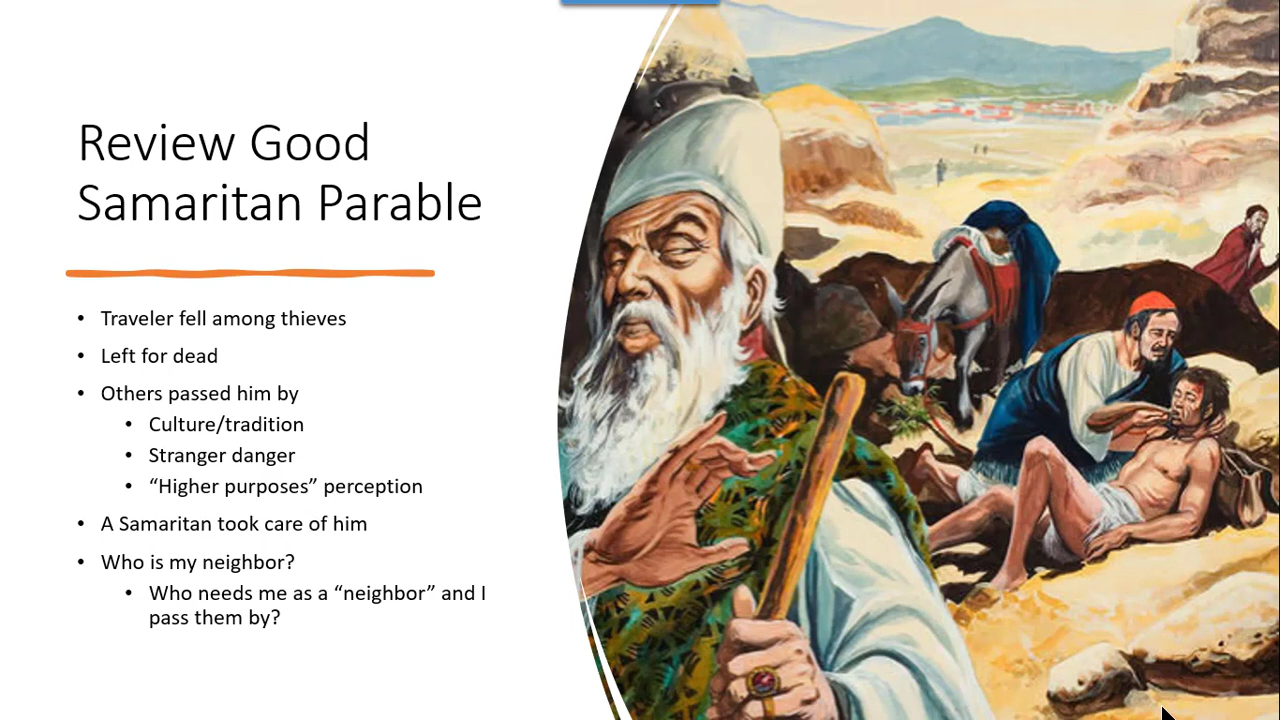 Review Good
Samaritan Parable
• Traveler fell among thieves
• Left for dead
• Others passed him by
• Culture/tradition
• Stranger danger
• “Higher purposes” perception
• A Samaritan took care of him
• Who is my neighbor?
• Who needs me as a “neighbor” and I
pass them by?